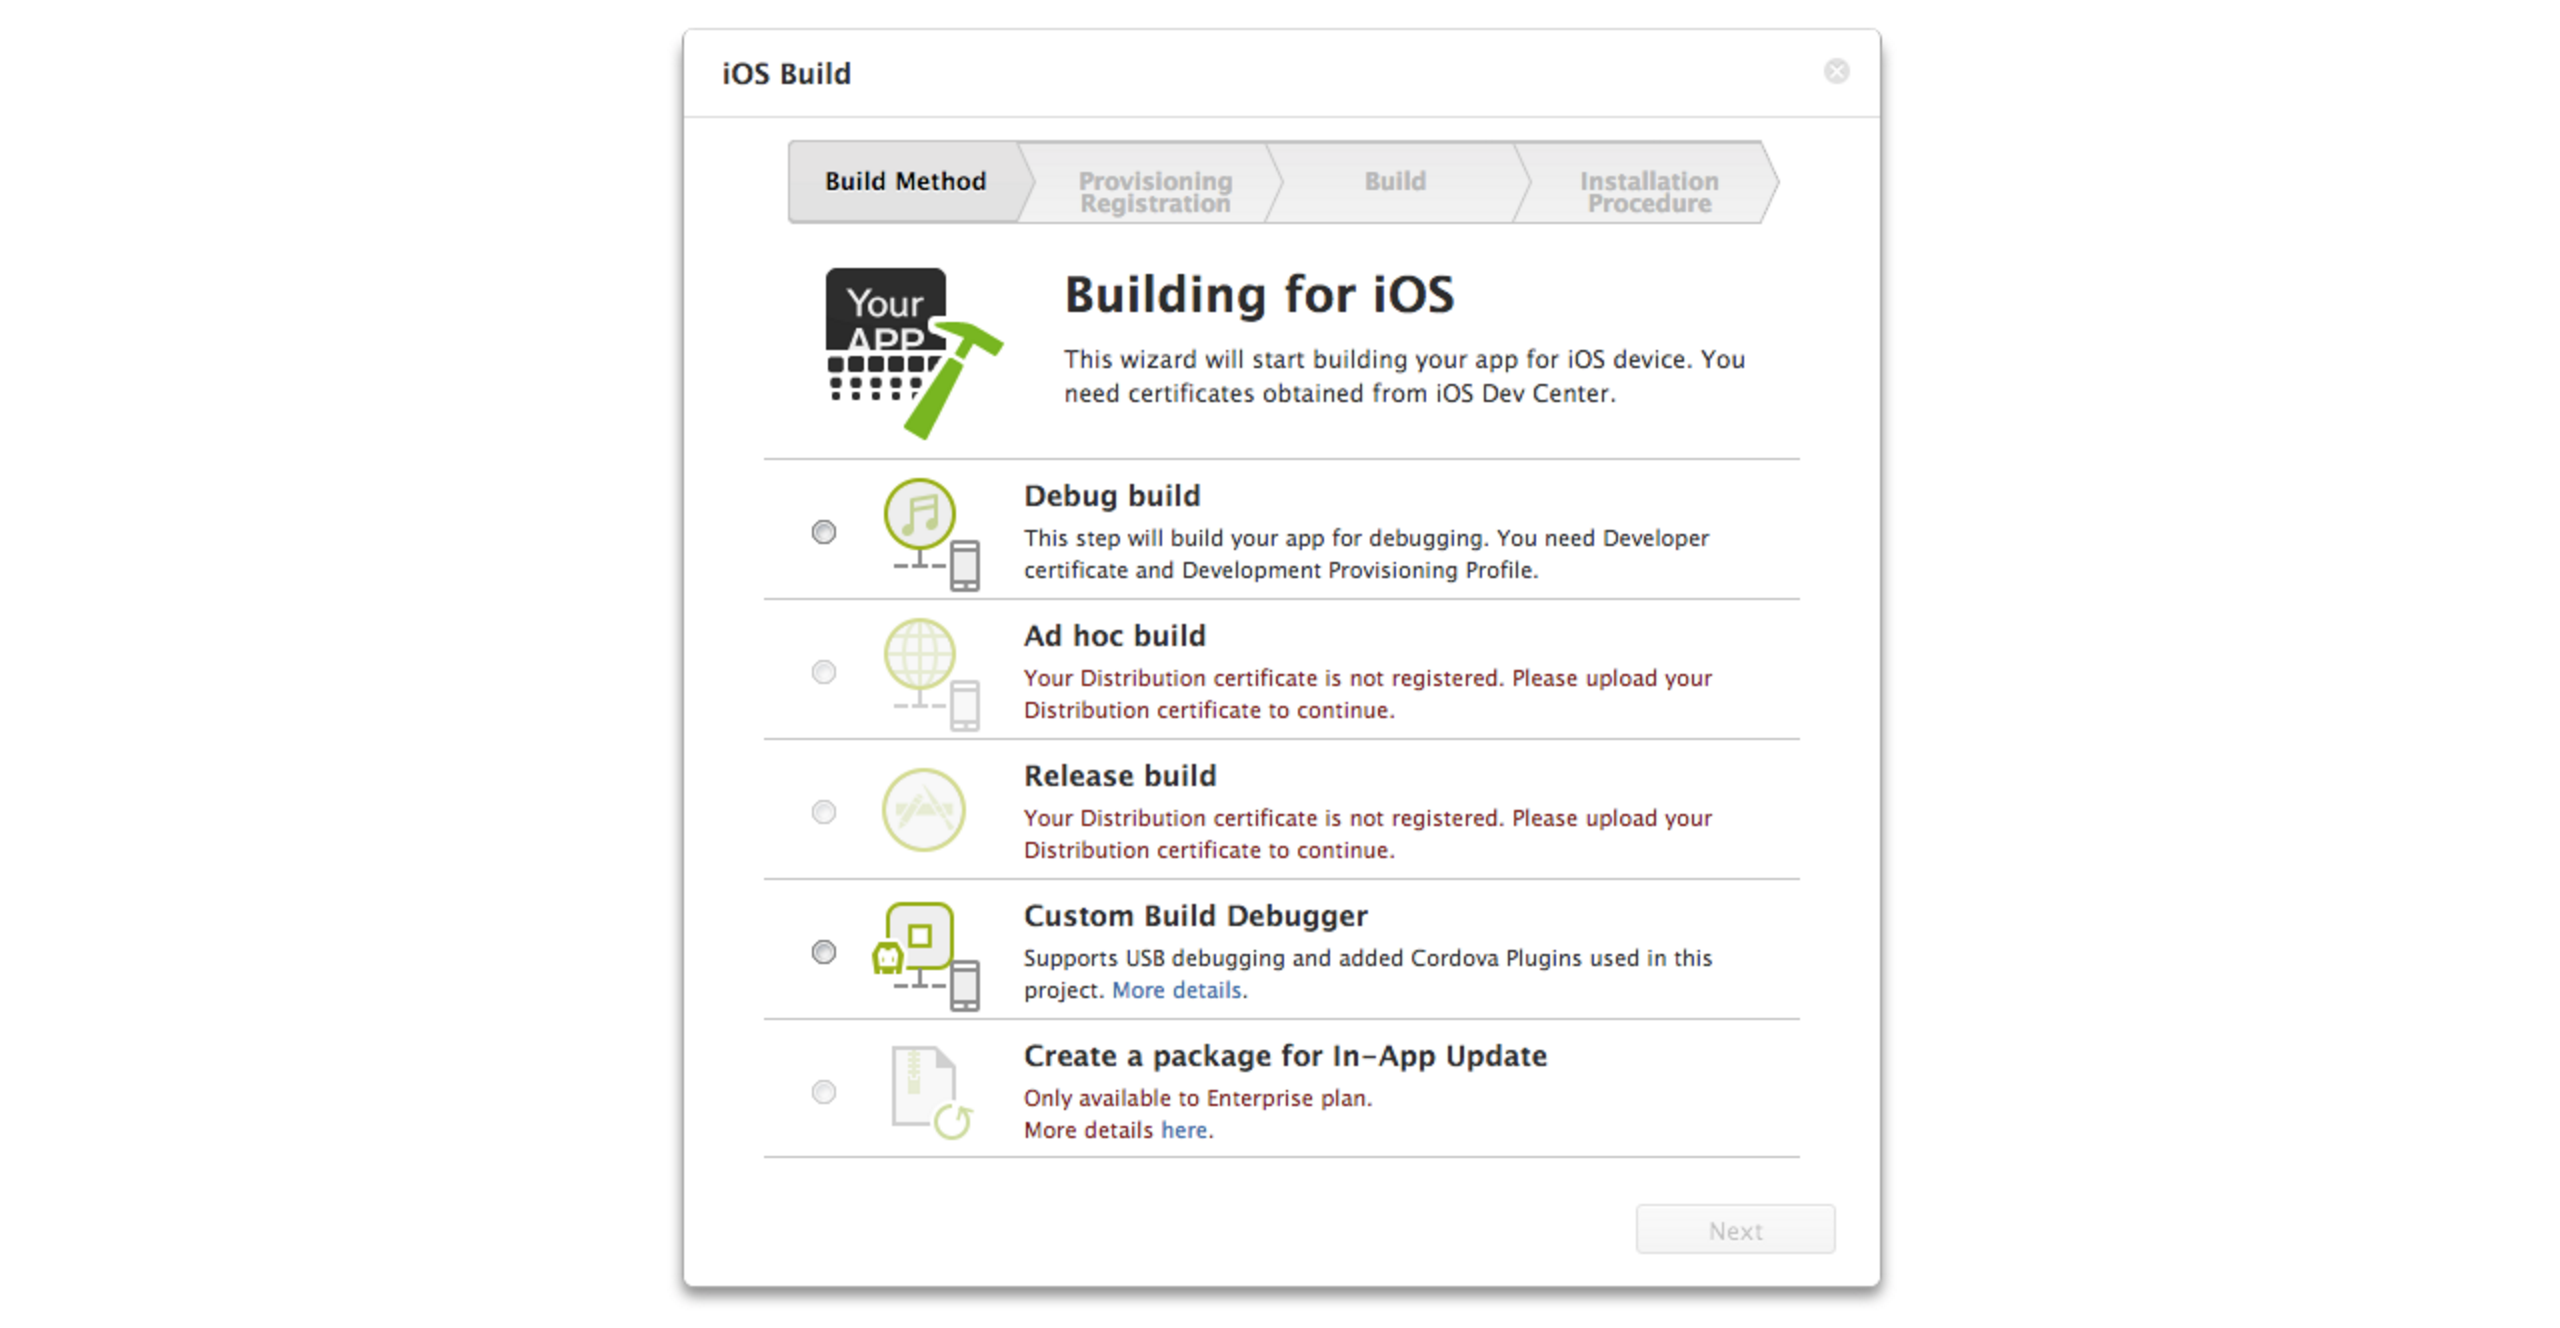 iOS Build
Build Method
Provisioning
Registration
Build
Installation
Procedure
Your
APP
Building for iOS
This wizard will start building your app for iOS device. You
need certificates obtained from iOS Dev Center.
Debug build
This step will build your app for debugging. You need Developer
certificate and Development Provisioning Profile.
Ad hoc build
Your Distribution certificate is not registered. Please upload your
Distribution certificate to continue.
Release build
Your Distribution certificate is not registered. Please upload your
Distribution certificate to continue.
Custom Build Debugger
Supports USB debugging and added Cordova Plugins used in this
project. More details.
Create a package for In-App Update
Only available to Enterprise plan.
More details here.
Next